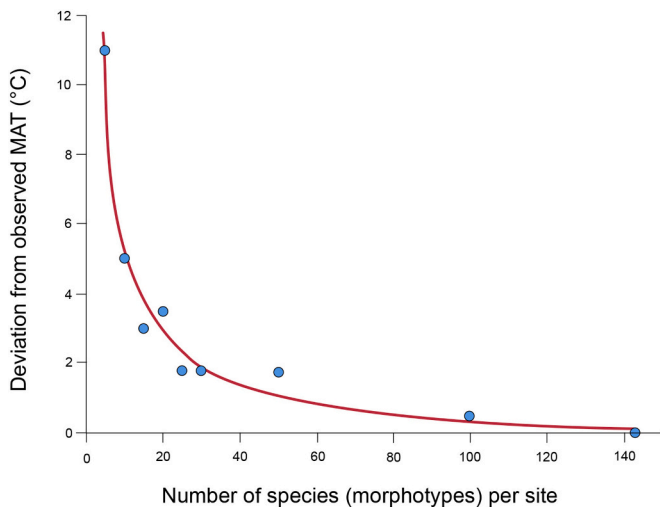 12
10
8
6
4
2
0
Deviation from observed MAT (°C)
0 20 40 60 80 100 120 140
Number of species (morphotypes) per site